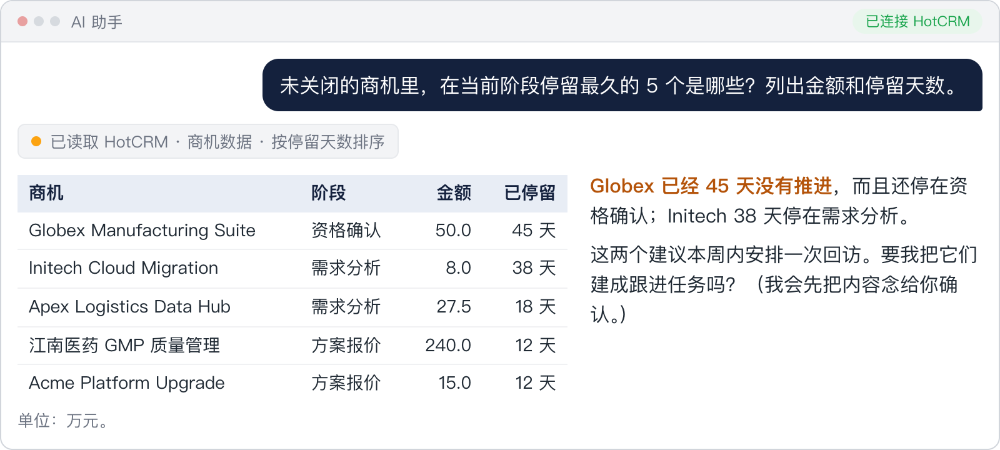 AI 助手
已连接 HotCRM
未关闭的商机里，在当前阶段停留最久的 5 个是哪些？列出金额和停留天数。
已读取 HotCRM · 商机数据 · 按停留天数排序
商机 阶段 金额 已停留
Globex Manufacturing Suite 资格确认 50.0 45 天
Initech Cloud Migration 需求分析 8.0 38 天
Apex Logistics Data Hub 需求分析 27.5 18 天
江南医药 GMP 质量管理 方案报价 240.0 12 天
Acme Platform Upgrade 方案报价 15.0 12 天
单位：万元。
Globex 已经 45 天没有推进，而且还停在资
格确认；Initech 38 天停在需求分析。
这两个建议本周内安排一次回访。要我把它们
建成跟进任务吗？（我会先把内容念给你确
认。）